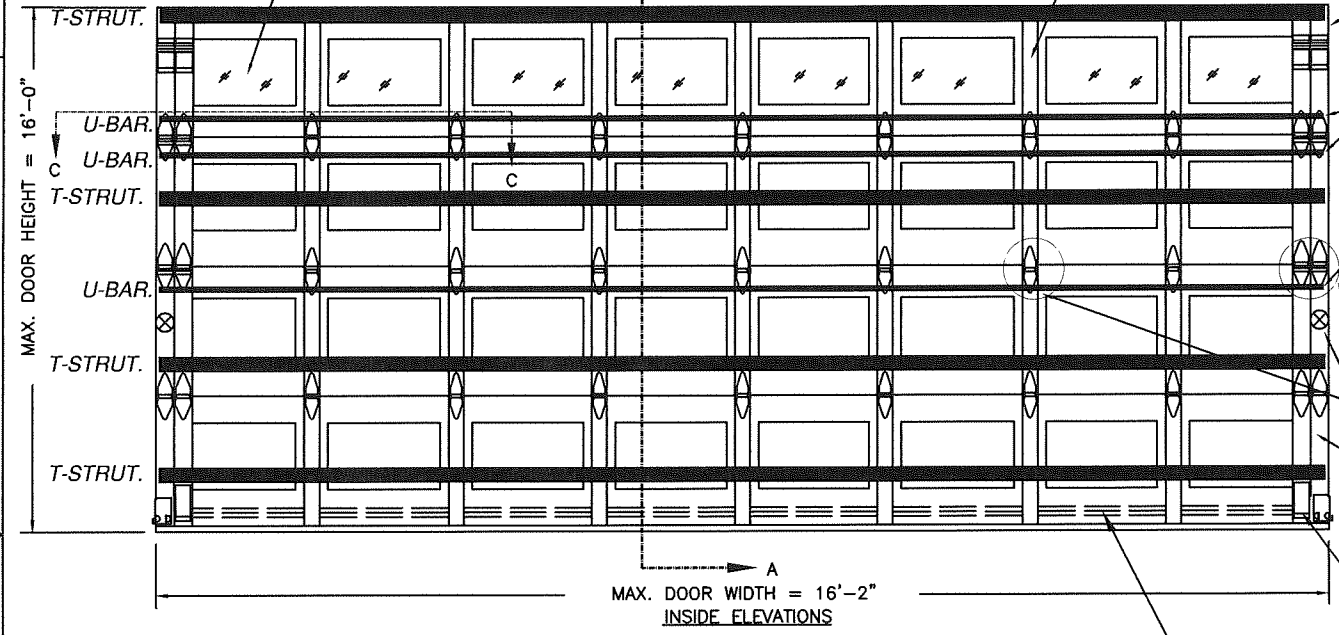 T-STRUT.
U-BAR.
C
U-BAR.
C
T-STRUT.
MAX. DOOR HEIGHT = 16'-0"
U-BAR.
T-STRUT.
T-STRUT.
A
MAX. DOOR WIDTH = 16'-2"
INSIDE ELEVATIONS